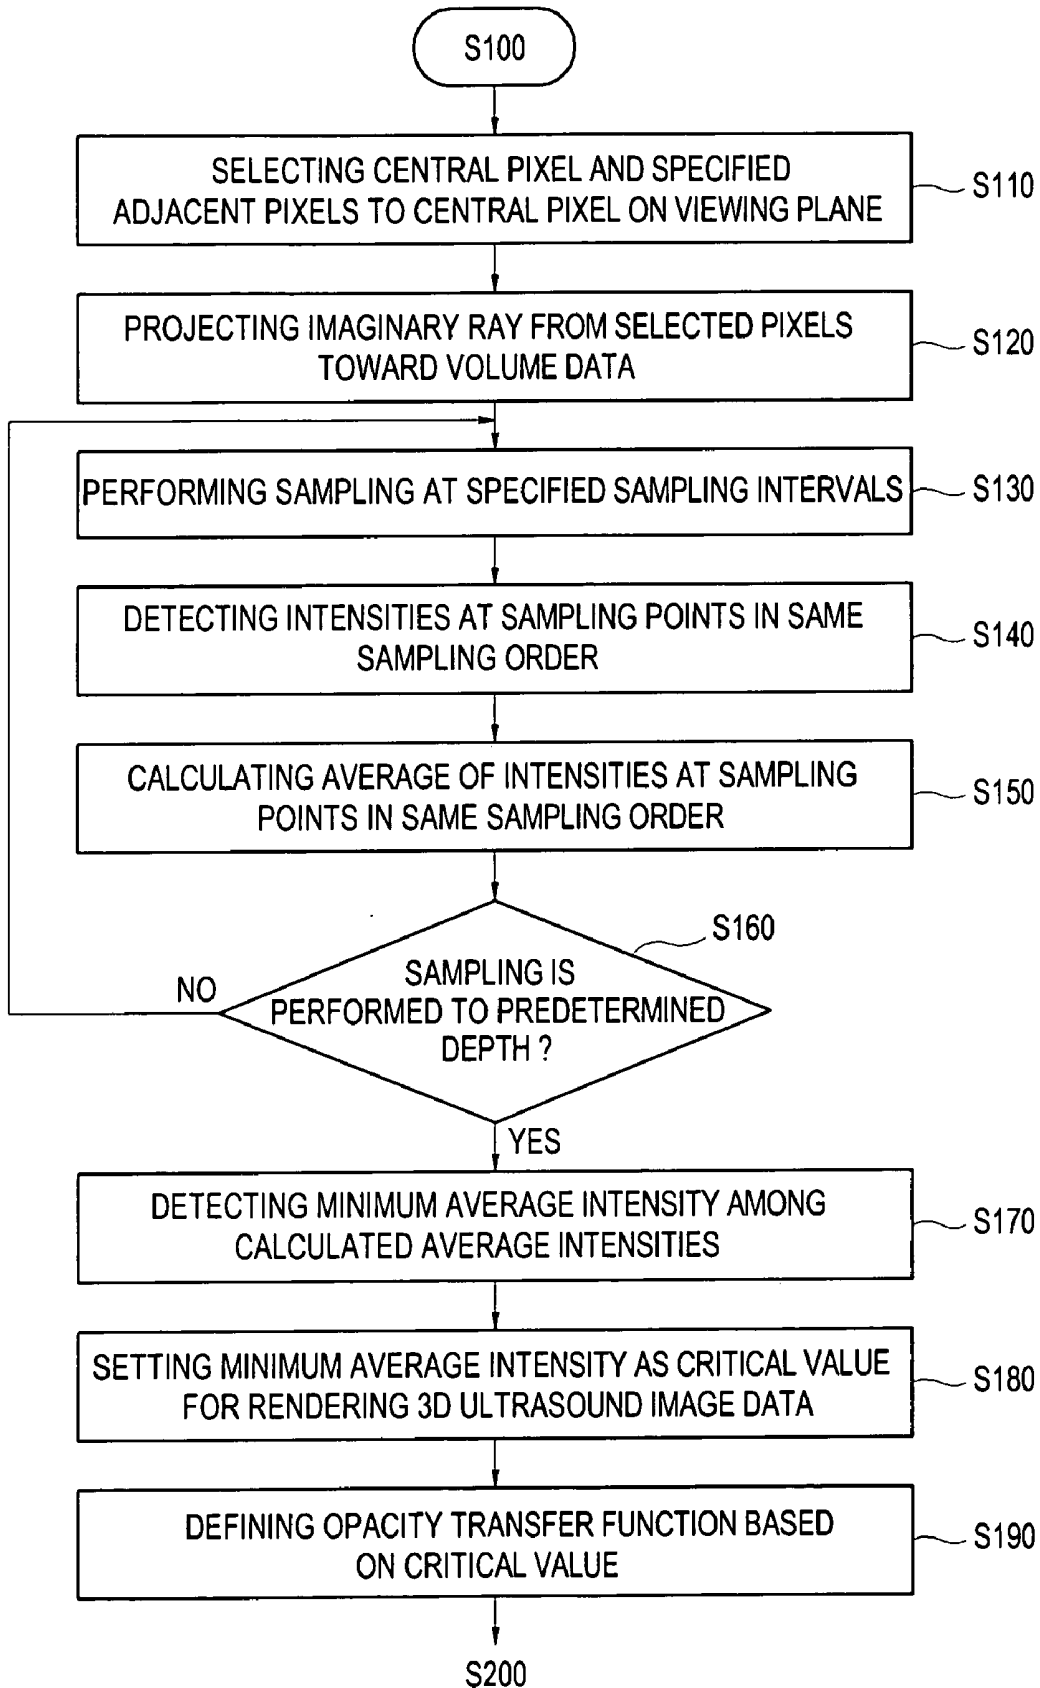 S100
SELECTING CENTRAL PIXEL AND SPECIFIED
ADJACENT PIXELS TO CENTRAL PIXEL ON VIEWING PLANE
S110
PROJECTING IMAGINARY RAY FROM SELECTED PIXELS
TOWARD VOLUME DATA
S120
PERFORMING SAMPLING AT SPECIFIED SAMPLING INTERVALS
S130
DETECTING INTENSITIES AT SAMPLING POINTS IN SAME
SAMPLING ORDER
S140
CALCULATING AVERAGE OF INTENSITIES AT SAMPLING
POINTS IN SAME SAMPLING ORDER
S150
S160
SAMPLING IS
PERFORMED TO PREDETERMINED
DEPTH ?
NO
YES
DETECTING MINIMUM AVERAGE INTENSITY AMONG
CALCULATED AVERAGE INTENSITIES
S170
SETTING MINIMUM AVERAGE INTENSITY AS CRITICAL VALUE
FOR RENDERING 3D ULTRASOUND IMAGE DATA
S180
DEFINING OPACITY TRANSFER FUNCTION BASED
ON CRITICAL VALUE
S190
S200